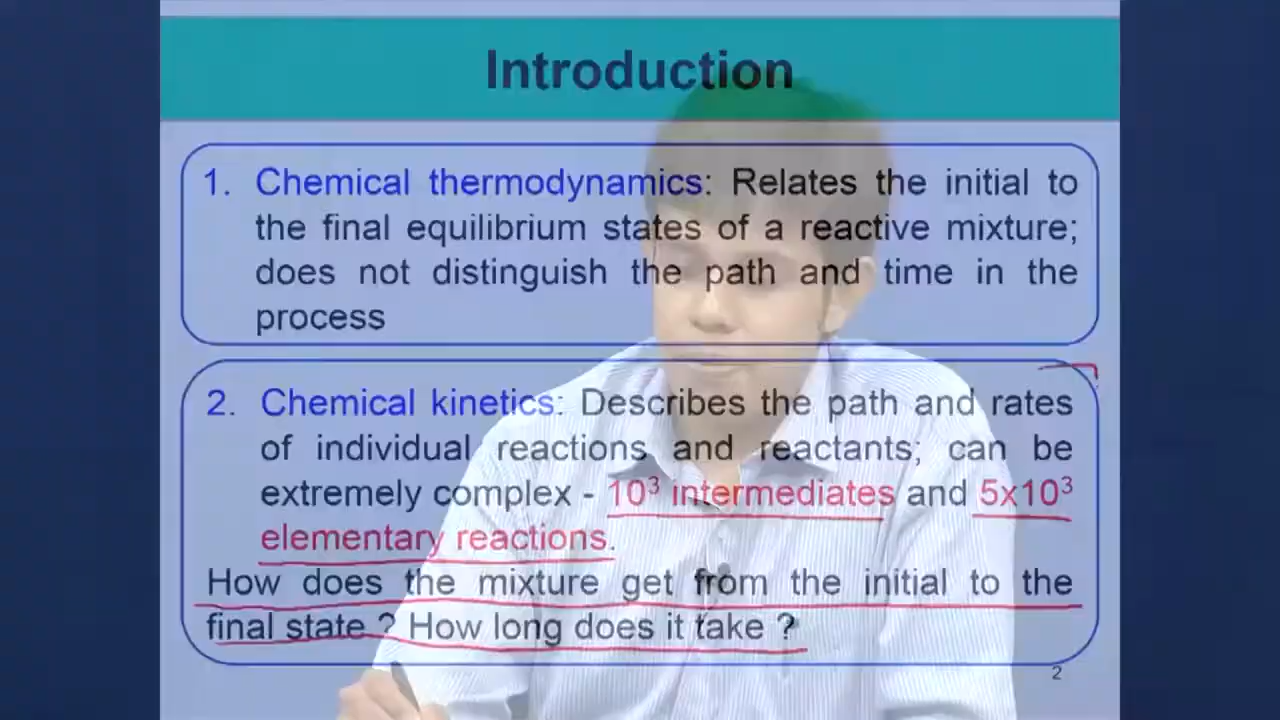 Introduction
1. Chemical thermodynamics: Relates the initial to
the final equilibrium states of a reactive mixture;
does not distinguish the path and time in the
process
2. Chemical kinetics: Describes the path and rates
of individual reactions and reactants; can be
extremely complex - 10³ intermediates and 5x10³
elementary reactions.
How does the mixture get from the initial to the
final state ? How long does it take ?
2